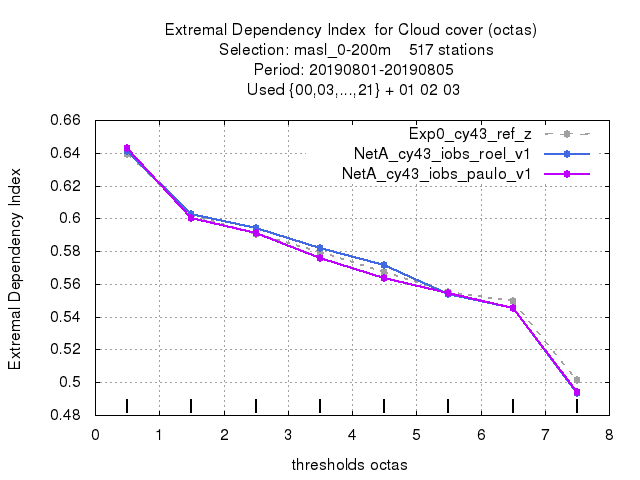 Extremal Dependency Index  for Cloud cover (octas)
Selection: masl_0-200m    517 stations
Period: 20190801-20190805
Used {00,03,...,21} + 01 02 03
Exp0_cy43_ref_z
NetA_cy43_iobs_roel_v1
NetA_cy43_iobs_paulo_v1
Extremal Dependency Index
0.66
0.64
0.62
0.6
0.58
0.56
0.54
0.52
0.5
0.48
0 1 2 3 4 5 6 7 8
thresholds octas